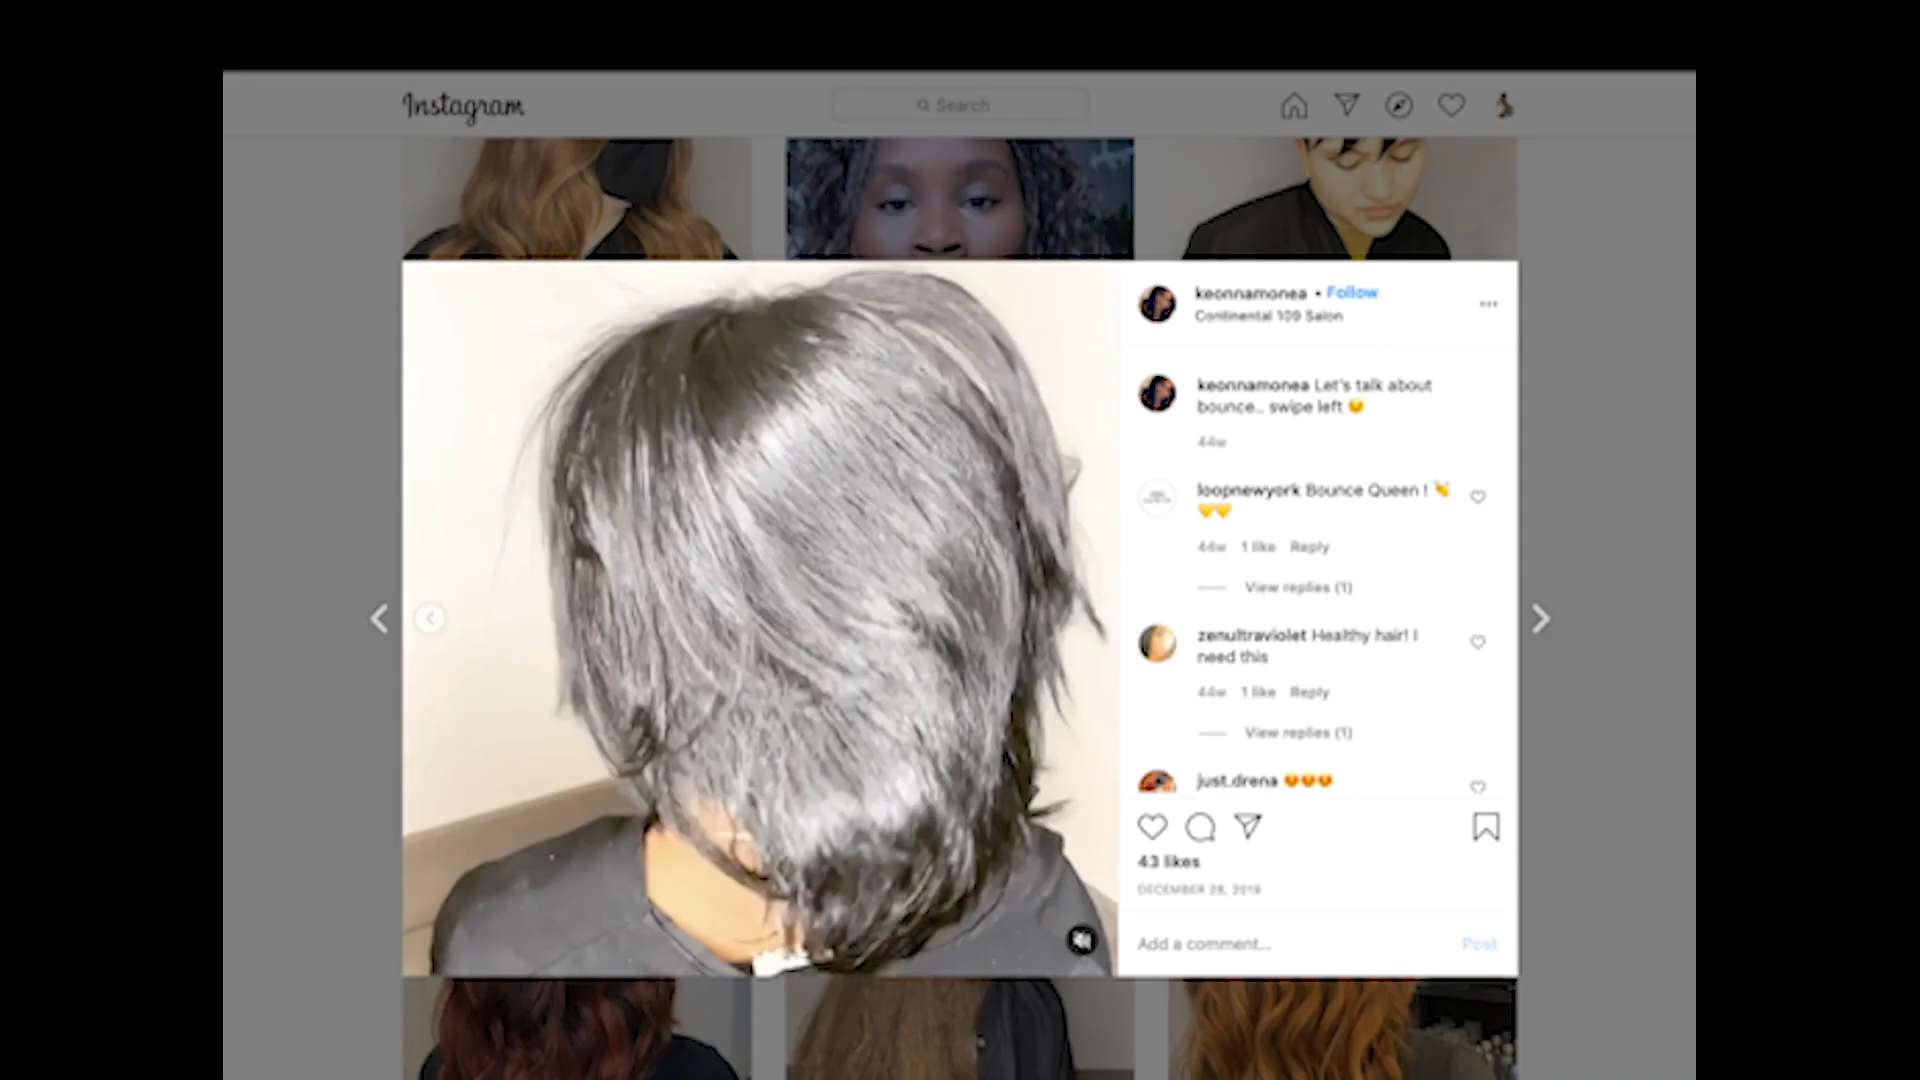 Instagram
Search
keonnamonea • Follow
Continental 109 Salon
keonnamonea Let's talk about
bounce.. swipe left 😉
44w
loopnewyork Bounce Queen ! 👏
💛💛
44w 1 like Reply
View replies (1)
zenultraviolet Healthy hair! I
need this
44w 1 like Reply
View replies (1)
just.drena 😍😍😍
43 likes
DECEMBER 28, 2019
Add a comment...
Post